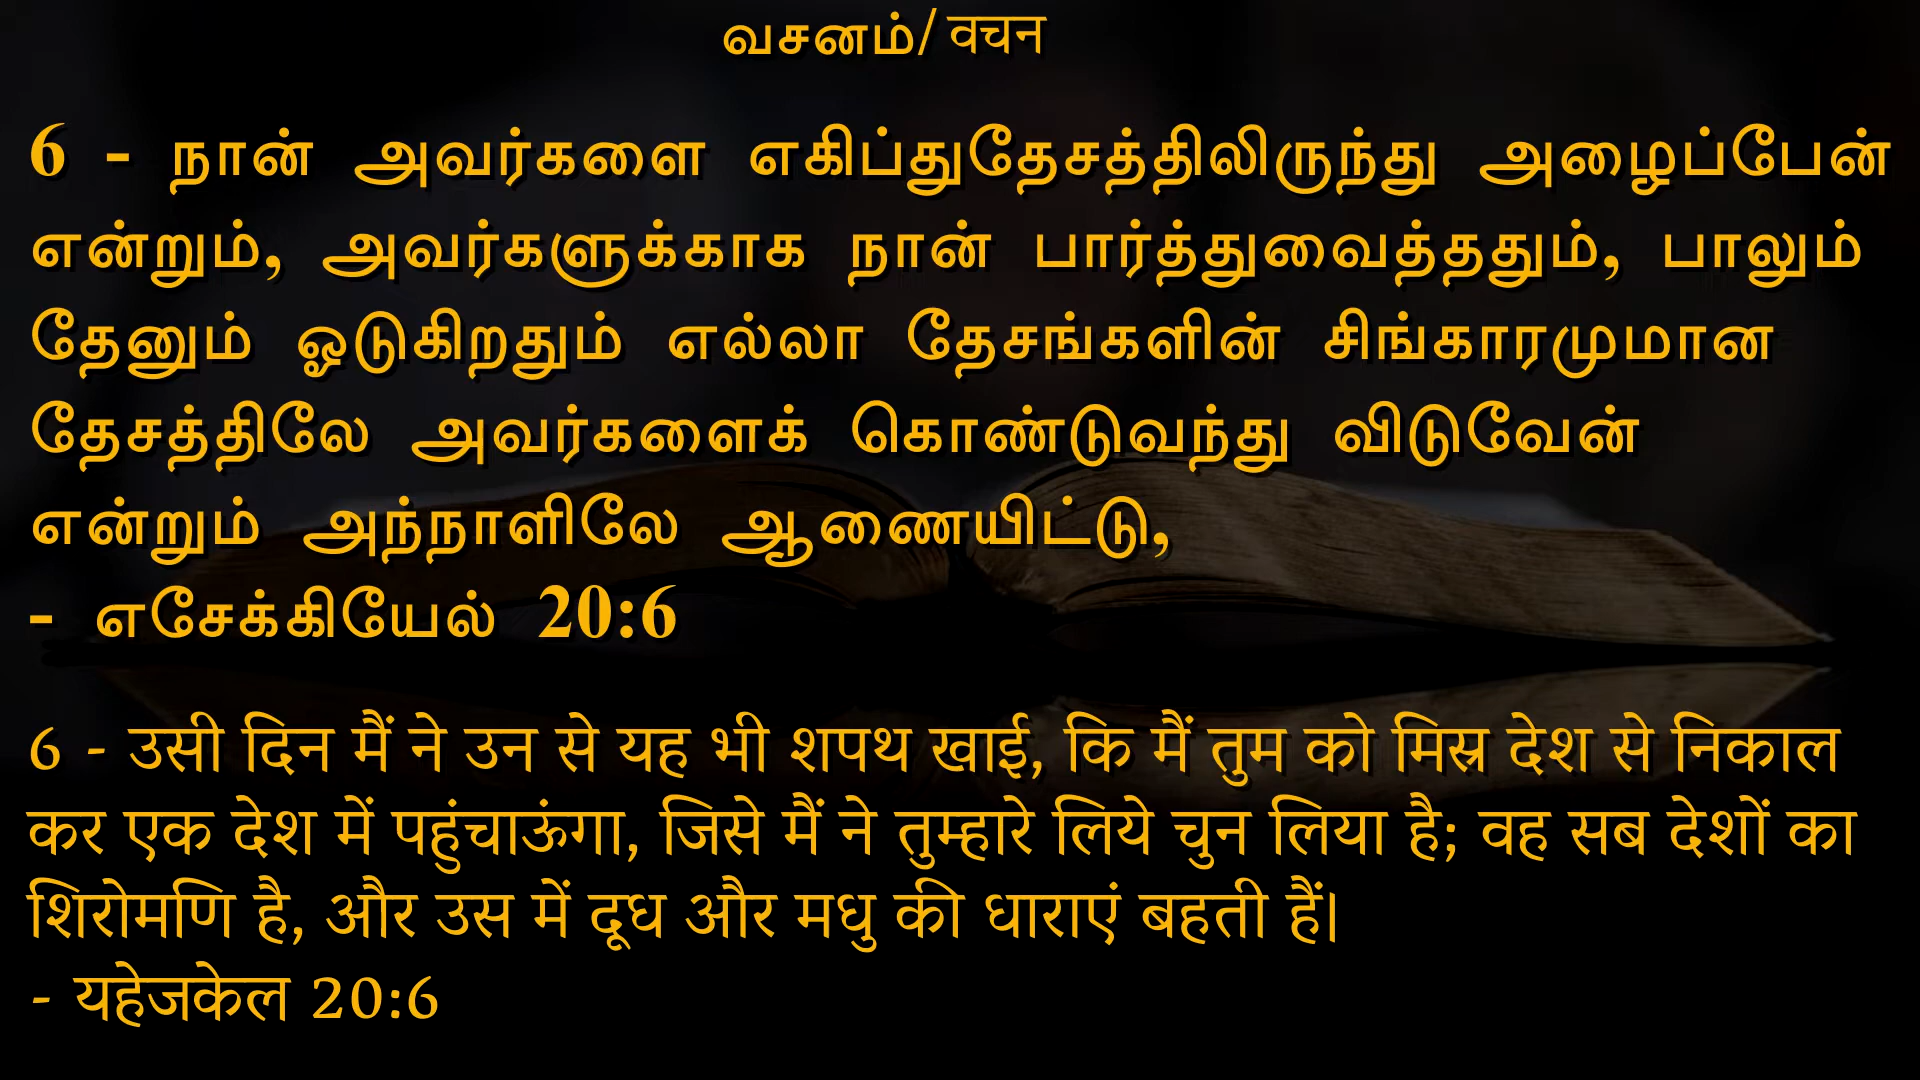 வசனம்/ वचन
6 - நான் அவர்களை எகிப்துதேசத்திலிருந்து அழைப்பேன்
என்றும், அவர்களுக்காக நான் பார்த்துவைத்ததும், பாலும்
தேனும் ஓடுகிறதும் எல்லா தேசங்களின் சிங்காரமுமான
தேசத்திலே அவர்களைக் கொண்டுவந்து விடுவேன்
என்றும் அந்நாளிலே ஆணையிட்டு,
- எசேக்கியேல் 20:6
6 - उसी दिन मैं ने उन से यह भी शपथ खाई, कि मैं तुम को मिस्र देश से निकाल
कर एक देश में पहुंचाऊंगा, जिसे मैं ने तुम्हारे लिये चुन लिया है; वह सब देशों का
शिरोमणि है, और उस में दूध और मधु की धाराएं बहती हैं।
- यहेजकेल 20:6